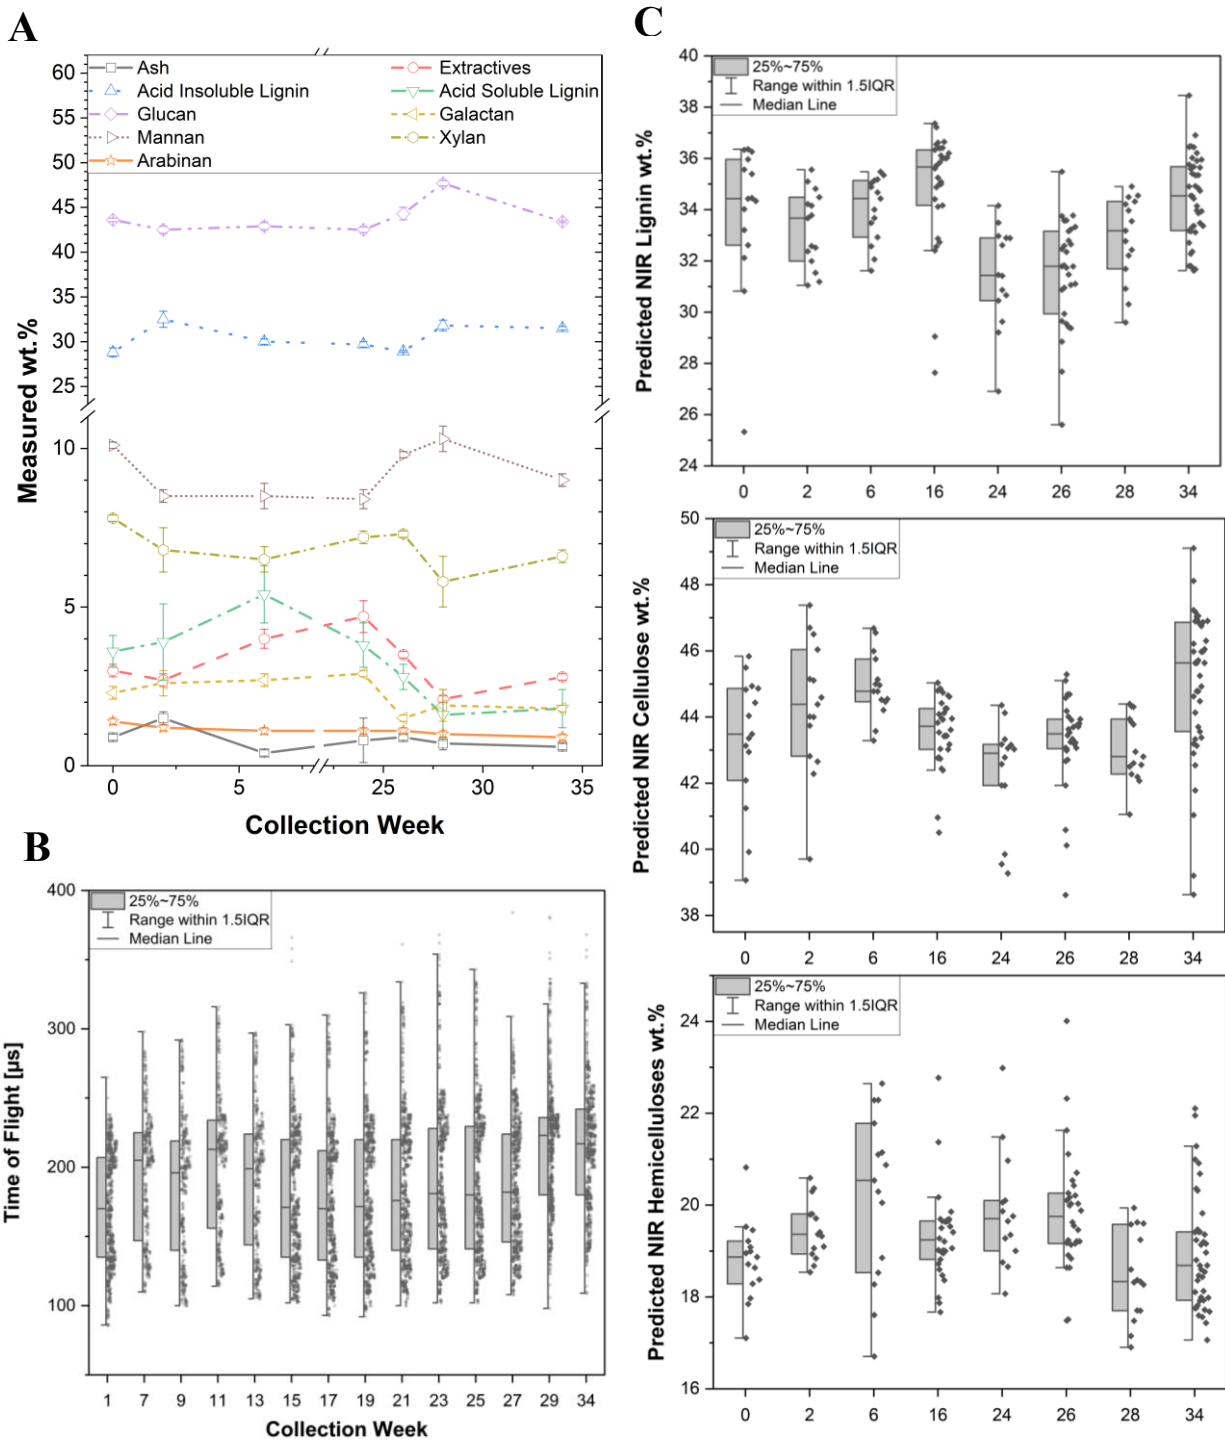 A
Ash
Extractives
Acid Insoluble Lignin
Acid Soluble Lignin
Glucan
Galactan
Mannan
Xylan
Arabinan
60
55
50
45
40
35
30
25
10
5
0
Measured wt.%
0 5 25 30 35
Collection Week
B
25%~75%
Range within 1.5IQR
Median Line
400
300
200
100
Time of Flight [µs]
1 7 9 11 13 15 17 19 21 23 25 27 29 34
Collection Week
C
25%~75%
Range within 1.5IQR
Median Line
40
38
36
34
32
30
28
26
24
Predicted NIR Lignin wt.%
0 2 6 16 24 26 28 34
25%~75%
Range within 1.5IQR
Median Line
50
48
46
44
42
40
38
Predicted NIR Cellulose wt.%
0 2 6 16 24 26 28 34
25%~75%
Range within 1.5IQR
Median Line
24
22
20
18
16
Predicted NIR Hemicelluloses wt.%
0 2 6 16 24 26 28 34